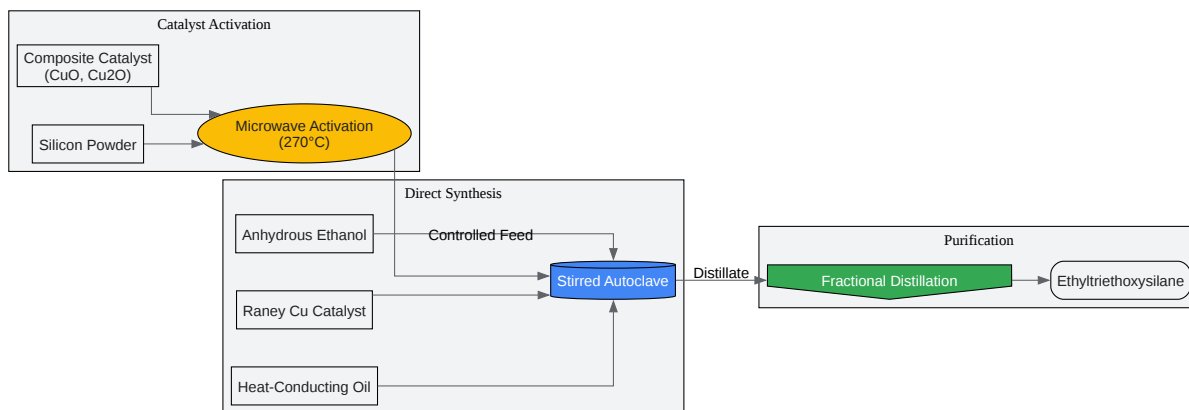 Catalyst Activation
Composite Catalyst
(CuO, Cu2O)
Silicon Powder
Microwave Activation
(270°C)
Direct Synthesis
Anhydrous Ethanol
Controlled Feed
Raney Cu Catalyst
Heat-Conducting Oil
Stirred Autoclave
Distillate
Purification
Fractional Distillation
Ethyltriethoxysilane